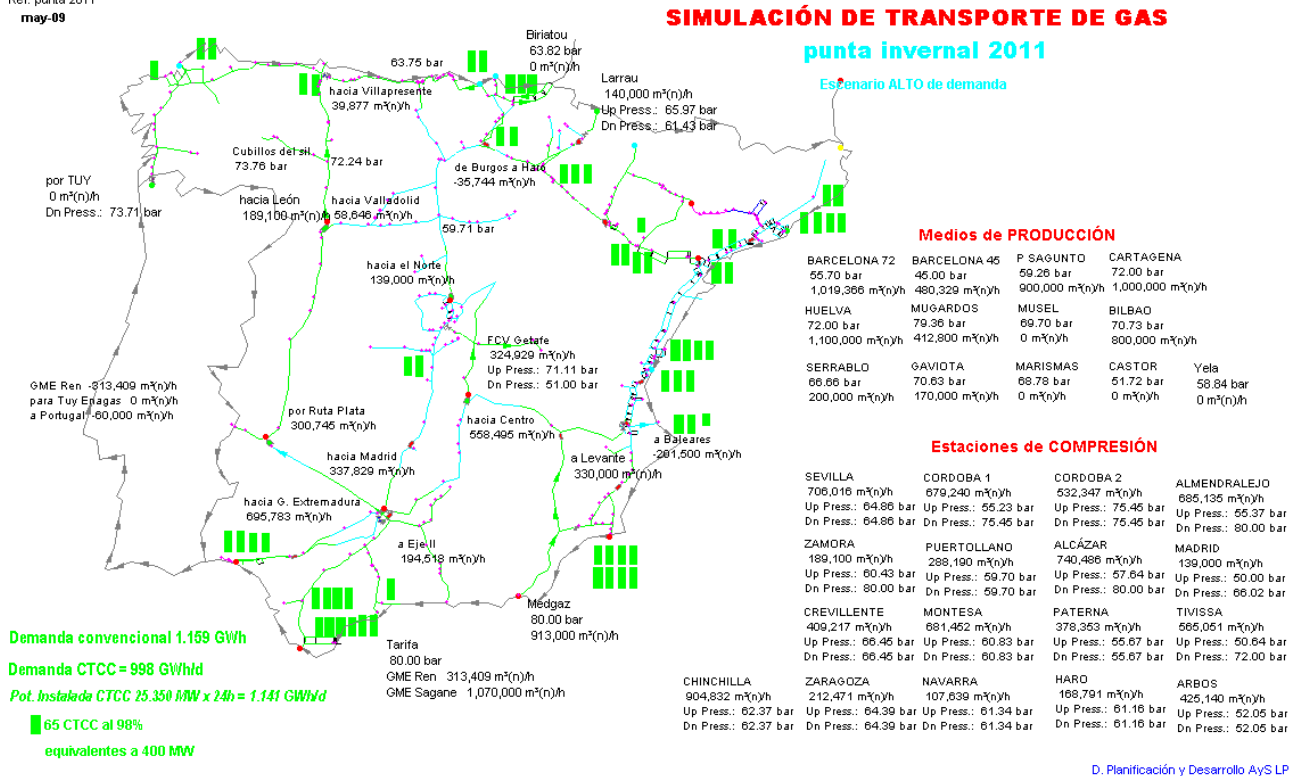 Ref. punta 2011
may-09
SIMULACIÓN DE TRANSPORTE DE GAS
punta invernal 2011
Escenario ALTO de demanda
Biriatou
63.82 bar
0 m³(n)/h
63.75 bar
Larrau
140,000 m³(n)/h
Up Press.: 65.97 bar
Dn Press.: 61.43 bar
hacia Villapresente
39,877 m³(n)/h
Cubillos del sil.
73.76 bar
72.24 bar
de Burgos a Haro
-35,744 m³(n)/h
por TUY
0 m³(n)/h
Dn Press.: 73.71 bar
hacia León
189,100 m³(n)/h
hacia Valladolid
58,646 m³(n)/h
59.71 bar
hacia el Norte
139,000 m³(n)/h
FCV Getafe
324,929 m³(n)/h
Up Press.: 71.11 bar
Dn Press.: 51.00 bar
GME Ren -313,409 m³(n)/h
para Tuy Enagas 0 m³(n)/h
a Portugal -60,000 m³(n)/h
por Ruta Plata
300,745 m³(n)/h
hacia Centro
558,495 m³(n)/h
a Baleares
-201,500 m³(n)/h
a Levante
330,000 m³(n)/h
hacia Madrid
337,829 m³(n)/h
hacia G. Extremadura
695,783 m³(n)/h
a Eje II
194,518 m³(n)/h
Medgaz
80.00 bar
913,000 m³(n)/h
Tarifa
80.00 bar
GME Ren 313,409 m³(n)/h
GME Sagane 1,070,000 m³(n)/h
Demanda convencional 1.159 GWh
Demanda CTCC = 998 GWh/d
Pot. Instalada CTCC 25.350 MW x 24h = 1.141 GWh/d
65 CTCC al 98%
equivalentes a 400 MW
Medios de PRODUCCIÓN
BARCELONA 72 BARCELONA 45 P SAGUNTO CARTAGENA
55.70 bar 45.00 bar 59.26 bar 72.00 bar
1,019,366 m³(n)/h 480,329 m³(n)/h 900,000 m³(n)/h 1,000,000 m³(n)/h
HUELVA MUGARDOS MUSEL BILBAO
72.00 bar 79.36 bar 69.70 bar 70.73 bar
1,100,000 m³(n)/h 412,800 m³(n)/h 0 m³(n)/h 800,000 m³(n)/h
SERRABLO GAVIOTA MARISMAS CASTOR Yela
66.66 bar 70.63 bar 68.78 bar 51.72 bar 58.84 bar
200,000 m³(n)/h 170,000 m³(n)/h 0 m³(n)/h 0 m³(n)/h 0 m³(n)/h
Estaciones de COMPRESIÓN
SEVILLA CORDOBA 1 CORDOBA 2 ALMENDRALEJO
706,016 m³(n)/h 679,240 m³(n)/h 532,347 m³(n)/h 685,135 m³(n)/h
Up Press.: 64.86 bar Up Press.: 55.23 bar Up Press.: 75.45 bar Up Press.: 55.37 bar
Dn Press.: 64.86 bar Dn Press.: 75.45 bar Dn Press.: 75.45 bar Dn Press.: 80.00 bar
ZAMORA PUERTOLLANO ALCÁZAR MADRID
189,100 m³(n)/h 288,190 m³(n)/h 740,486 m³(n)/h 139,000 m³(n)/h
Up Press.: 60.43 bar Up Press.: 59.70 bar Up Press.: 57.64 bar Up Press.: 50.00 bar
Dn Press.: 80.00 bar Dn Press.: 59.70 bar Dn Press.: 80.00 bar Dn Press.: 66.02 bar
CREVILLENTE MONTESA PATERNA TIVISSA
409,217 m³(n)/h 681,452 m³(n)/h 378,353 m³(n)/h 565,051 m³(n)/h
Up Press.: 66.45 bar Up Press.: 60.83 bar Up Press.: 55.67 bar Up Press.: 50.64 bar
Dn Press.: 66.45 bar Dn Press.: 60.83 bar Dn Press.: 55.67 bar Dn Press.: 72.00 bar
CHINCHILLA ZARAGOZA NAVARRA HARO ARBOS
904,832 m³(n)/h 212,471 m³(n)/h 107,639 m³(n)/h 168,791 m³(n)/h 425,140 m³(n)/h
Up Press.: 62.37 bar Up Press.: 64.39 bar Up Press.: 61.34 bar Up Press.: 61.16 bar Up Press.: 52.05 bar
Dn Press.: 62.37 bar Dn Press.: 64.39 bar Dn Press.: 61.34 bar Dn Press.: 61.16 bar Dn Press.: 52.05 bar
D. Planificación y Desarrollo AyS LP